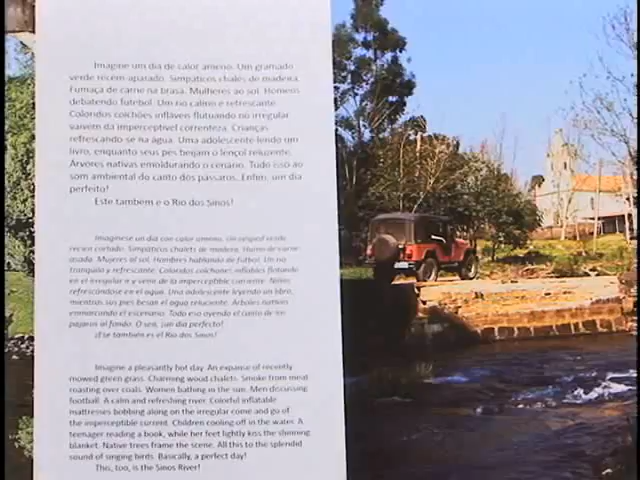 Imagine um dia de calor ameno. Um gramado
verde recém-aparado. Simpáticos chalés de madeira.
Fumaça de carne na brasa. Mulheres ao sol. Homens
debatendo futebol. Um rio calmo e refrescante.
Coloridos colchões infláveis flutuando no irregular
vaivém da imperceptível correnteza. Crianças
refrescando-se na água. Uma adolescente lendo um
livro, enquanto seus pés beijam o lençol reluzente.
Árvores nativas emoldurando o cenário. Tudo isso ao
som ambiental do canto dos pássaros. Enfim, um dia
perfeito!
Este também é o Rio dos Sinos!
Imagínese un día con calor ameno. Un césped verde
recien cortado. Simpáticos chalets de madera. Humo de carne
asada. Mujeres al sol. Hombres hablando de futbol. Un río
tranquilo y refrescante. Coloridos colchones inflables flotando
en el irregular ir y venir de la imperceptible corriente. Niños
refrescándose en el agua. Una adolescente leyendo un libro,
mientras sus pies besan el agua reluciente. Árboles nativos
enmarcando el escenario. Todo eso oyendo el canto de los
pájaros al fondo. O sea, ¡un día perfecto!
¡Ese también es el Rio dos Sinos!
Imagine a pleasantly hot day. An expanse of recently
mowed green grass. Charming wood chalets. Smoke from meat
roasting over coals. Women bathing in the sun. Men discussing
football. A calm and refreshing river. Colorful inflatable
mattresses bobbing along on the irregular come and go of
the imperceptible current. Children cooling off in the water. A
teenager reading a book, while her feet lightly kiss the shinning
blanket. Native trees frame the scene. All this to the splendid
sound of singing birds. Basically, a perfect day!
This, too, is the Sinos River!